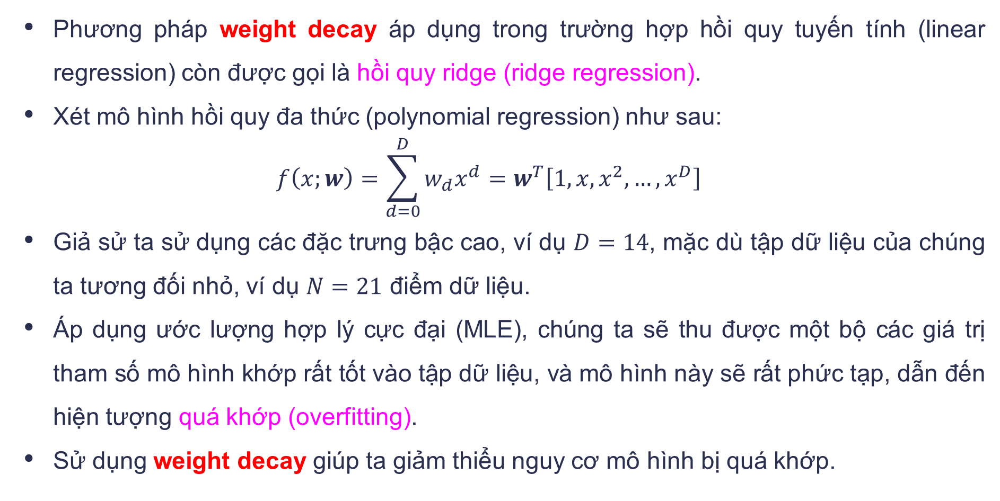 • Phương pháp weight decay áp dụng trong trường hợp hồi quy tuyến tính (linear
regression) còn được gọi là hồi quy ridge (ridge regression).
• Xét mô hình hồi quy đa thức (polynomial regression) như sau:
f(x; w) = ∑_{d=0}^{D} w_d x^d = w^T [1, x, x^2, …, x^D]
• Giả sử ta sử dụng các đặc trưng bậc cao, ví dụ D = 14, mặc dù tập dữ liệu của chúng
ta tương đối nhỏ, ví dụ N = 21 điểm dữ liệu.
• Áp dụng ước lượng hợp lý cực đại (MLE), chúng ta sẽ thu được một bộ các giá trị
tham số mô hình khớp rất tốt vào tập dữ liệu, và mô hình này sẽ rất phức tạp, dẫn đến
hiện tượng quá khớp (overfitting).
• Sử dụng weight decay giúp ta giảm thiểu nguy cơ mô hình bị quá khớp.